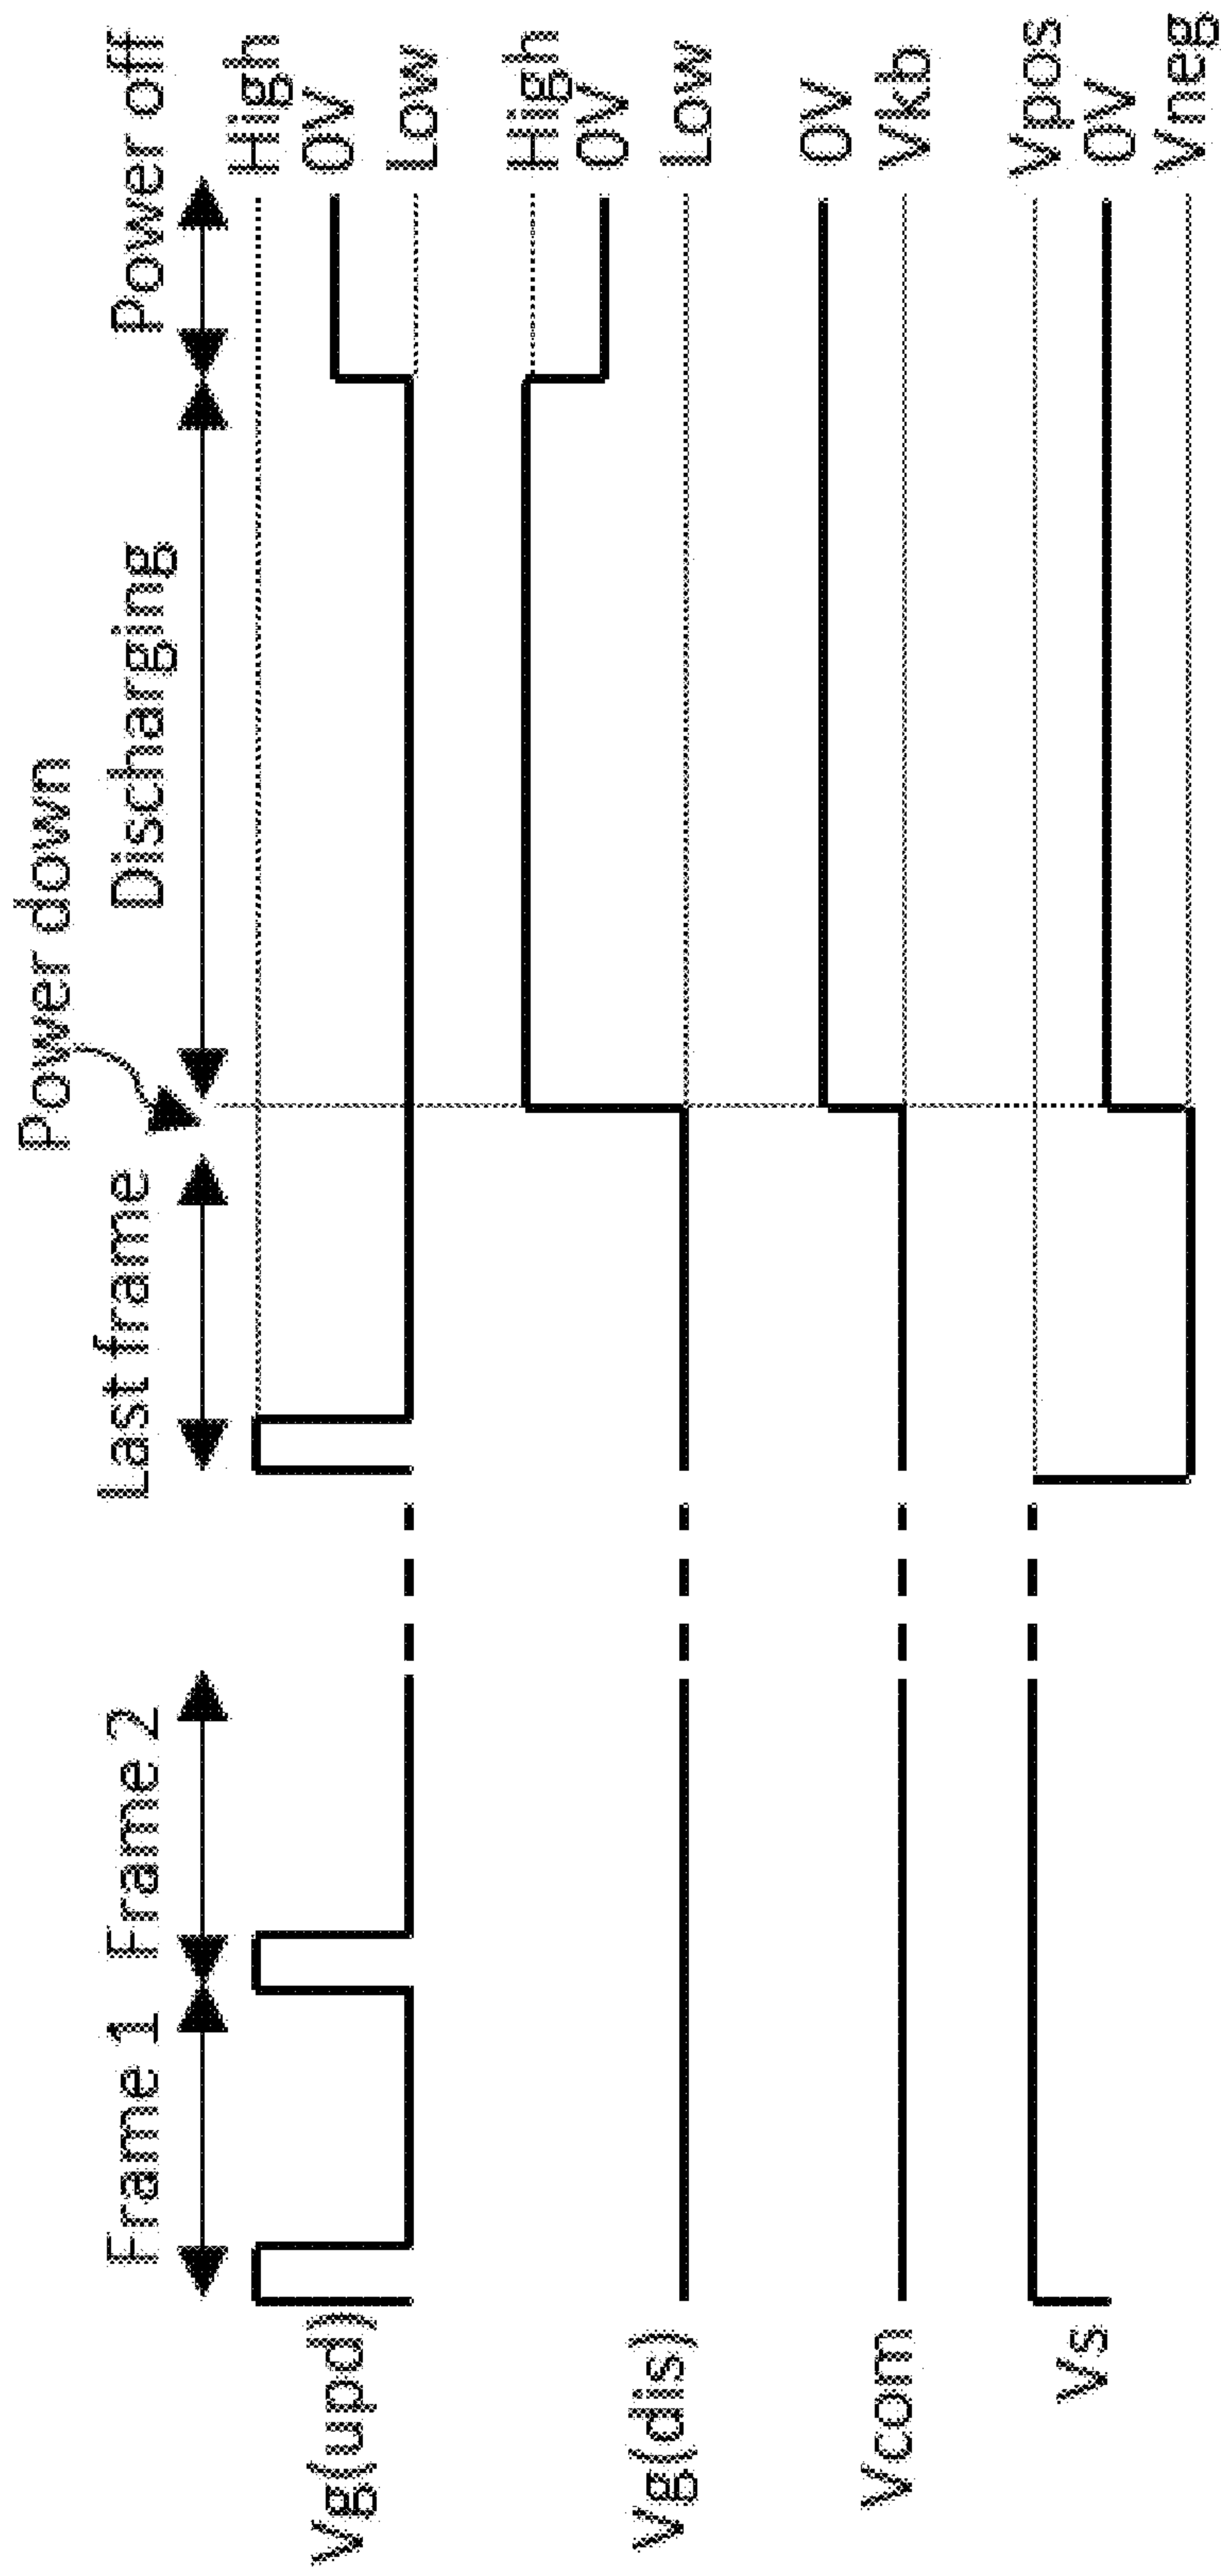 Power down
Frame 1
Frame 2
Last frame
Discharging
Power off
Vg(upd)
High
0V
Low
Vg(dis)
High
0V
Low
Vcom
0V
Vkb
Vs
Vpos
0V
Vneg